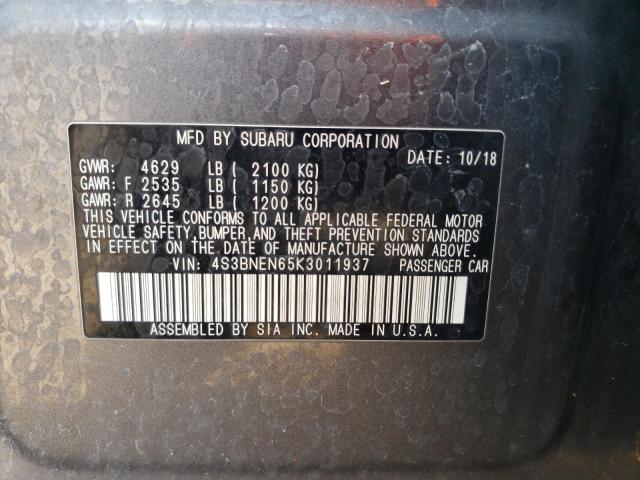 MFD BY SUBARU CORPORATION
DATE: 10/18
GVWR: 4629 LB ( 2100 KG)
GAWR: F 2535 LB ( 1150 KG)
GAWR: R 2645 LB ( 1200 KG)
THIS VEHICLE CONFORMS TO ALL APPLICABLE FEDERAL MOTOR
VEHICLE SAFETY, BUMPER, AND THEFT PREVENTION STANDARDS
IN EFFECT ON THE DATE OF MANUFACTURE SHOWN ABOVE.
VIN: 4S3BNEN65K3011937 PASSENGER CAR
ASSEMBLED BY SIA INC. MADE IN U.S.A.